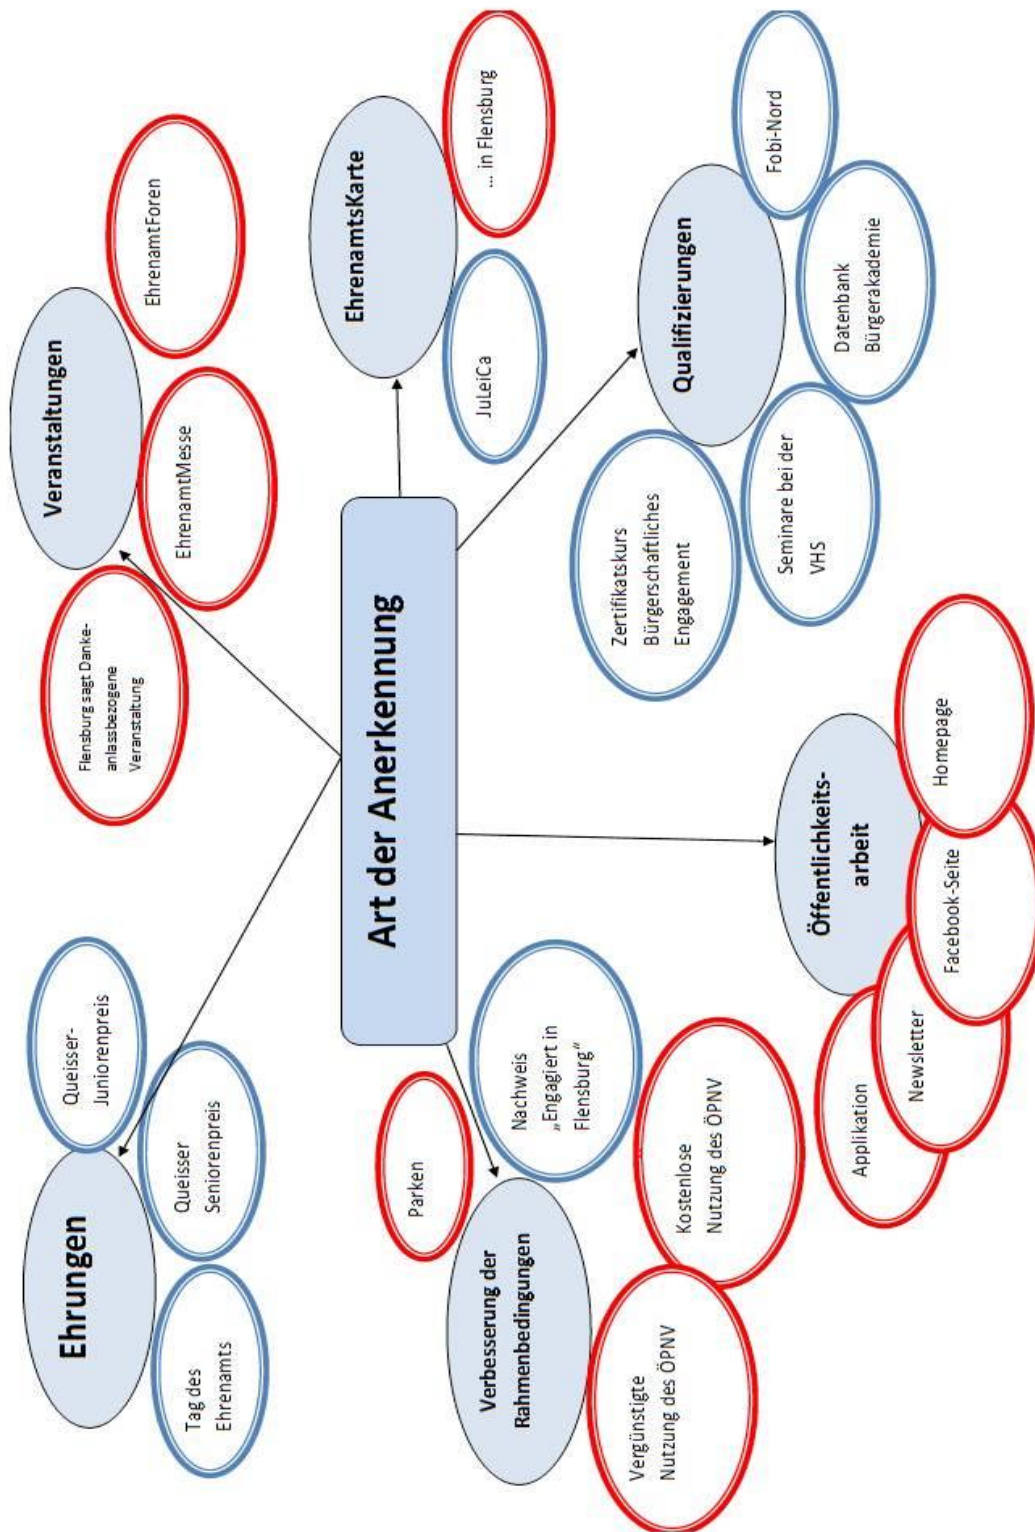 Ehrungen
Queisser-
Juniorenpreis
Queisser
Seniorenpreis
Tag des
Ehrenamts
Veranstaltungen
Flensburg sagt Danke-
anlassbezogene
Veranstaltung
EhrenamtMesse
EhrenamtForen
EhrenamtsKarte
JuLeiCa
... in Flensburg
Art der Anerkennung
Verbesserung der
Rahmenbedingungen
Parken
Nachweis
„Engagiert in
Flensburg“
Vergünstigte
Nutzung des ÖPNV
Kostenlose
Nutzung des ÖPNV
Öffentlichkeits-
arbeit
Applikation
Newsletter
Facebook-Seite
Homepage
Qualifizierungen
Zertifikatskurs
Bürgerschaftliches
Engagement
Seminare bei der
VHS
Datenbank
Bürgerakademie
Fobi-Nord